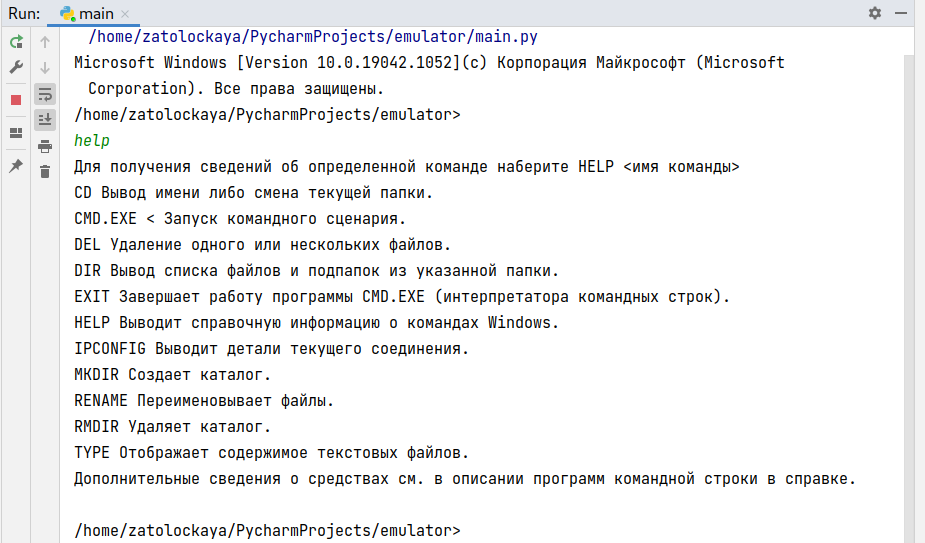 Run: main
/home/zatolockaya/PycharmProjects/emulator/main.py
Microsoft Windows [Version 10.0.19042.1052](c) Корпорация Майкрософт (Microsoft
Corporation). Все права защищены.
/home/zatolockaya/PycharmProjects/emulator>
help
Для получения сведений об определенной команде наберите HELP <имя команды>
CD Вывод имени либо смена текущей папки.
CMD.EXE < Запуск командного сценария.
DEL Удаление одного или нескольких файлов.
DIR Вывод списка файлов и подпапок из указанной папки.
EXIT Завершает работу программы CMD.EXE (интерпретатора командных строк).
HELP Выводит справочную информацию о командах Windows.
IPCONFIG Выводит детали текущего соединения.
MKDIR Создает каталог.
RENAME Переименовывает файлы.
RMDIR Удаляет каталог.
TYPE Отображает содержимое текстовых файлов.
Дополнительные сведения о средствах см. в описании программ командной строки в справке.
/home/zatolockaya/PycharmProjects/emulator>